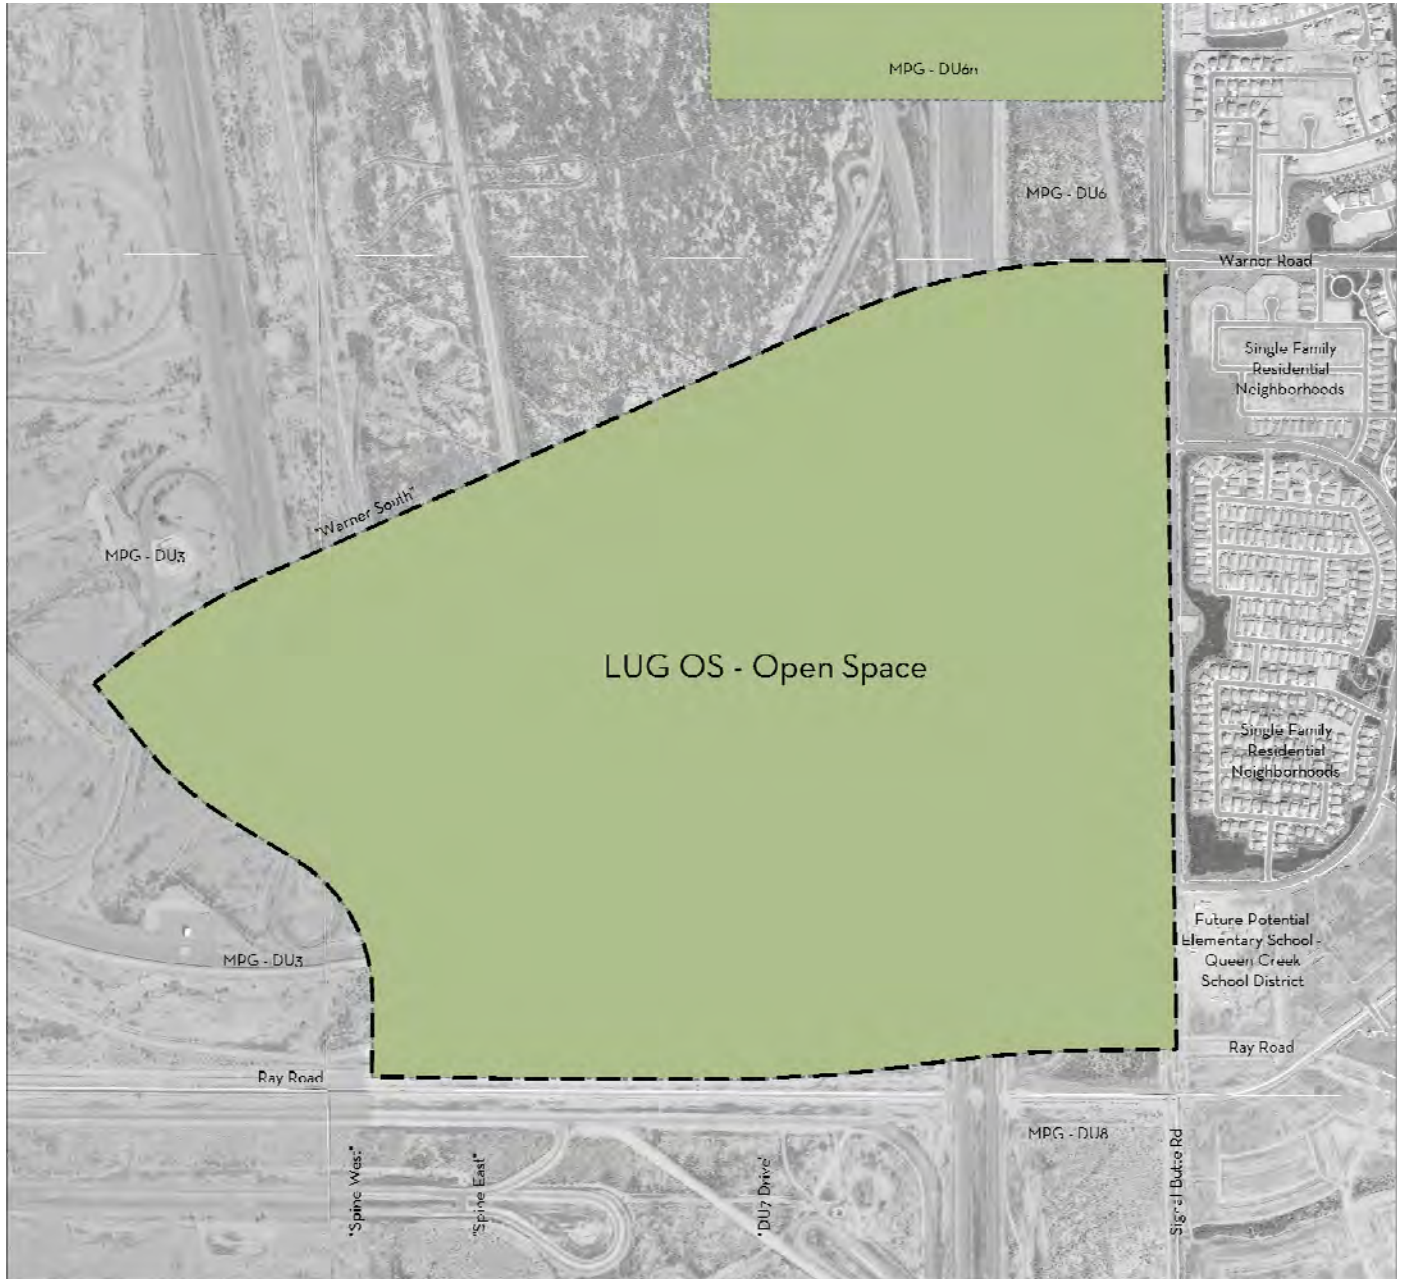 MPG - DU6n
MPG - DU6
Warner Road
Single Family
Residential
Neighborhoods
"Warner South"
MPG - DU3
LUG OS - Open Space
Single Family
Residential
Neighborhoods
Future Potential
Elementary School -
Queen Creek
School District
MPG - DU3
Ray Road
Ray Road
MPG - DU8
"Spine West"
"Spine East"
"DU7 Drive"
Signal Butte Rd